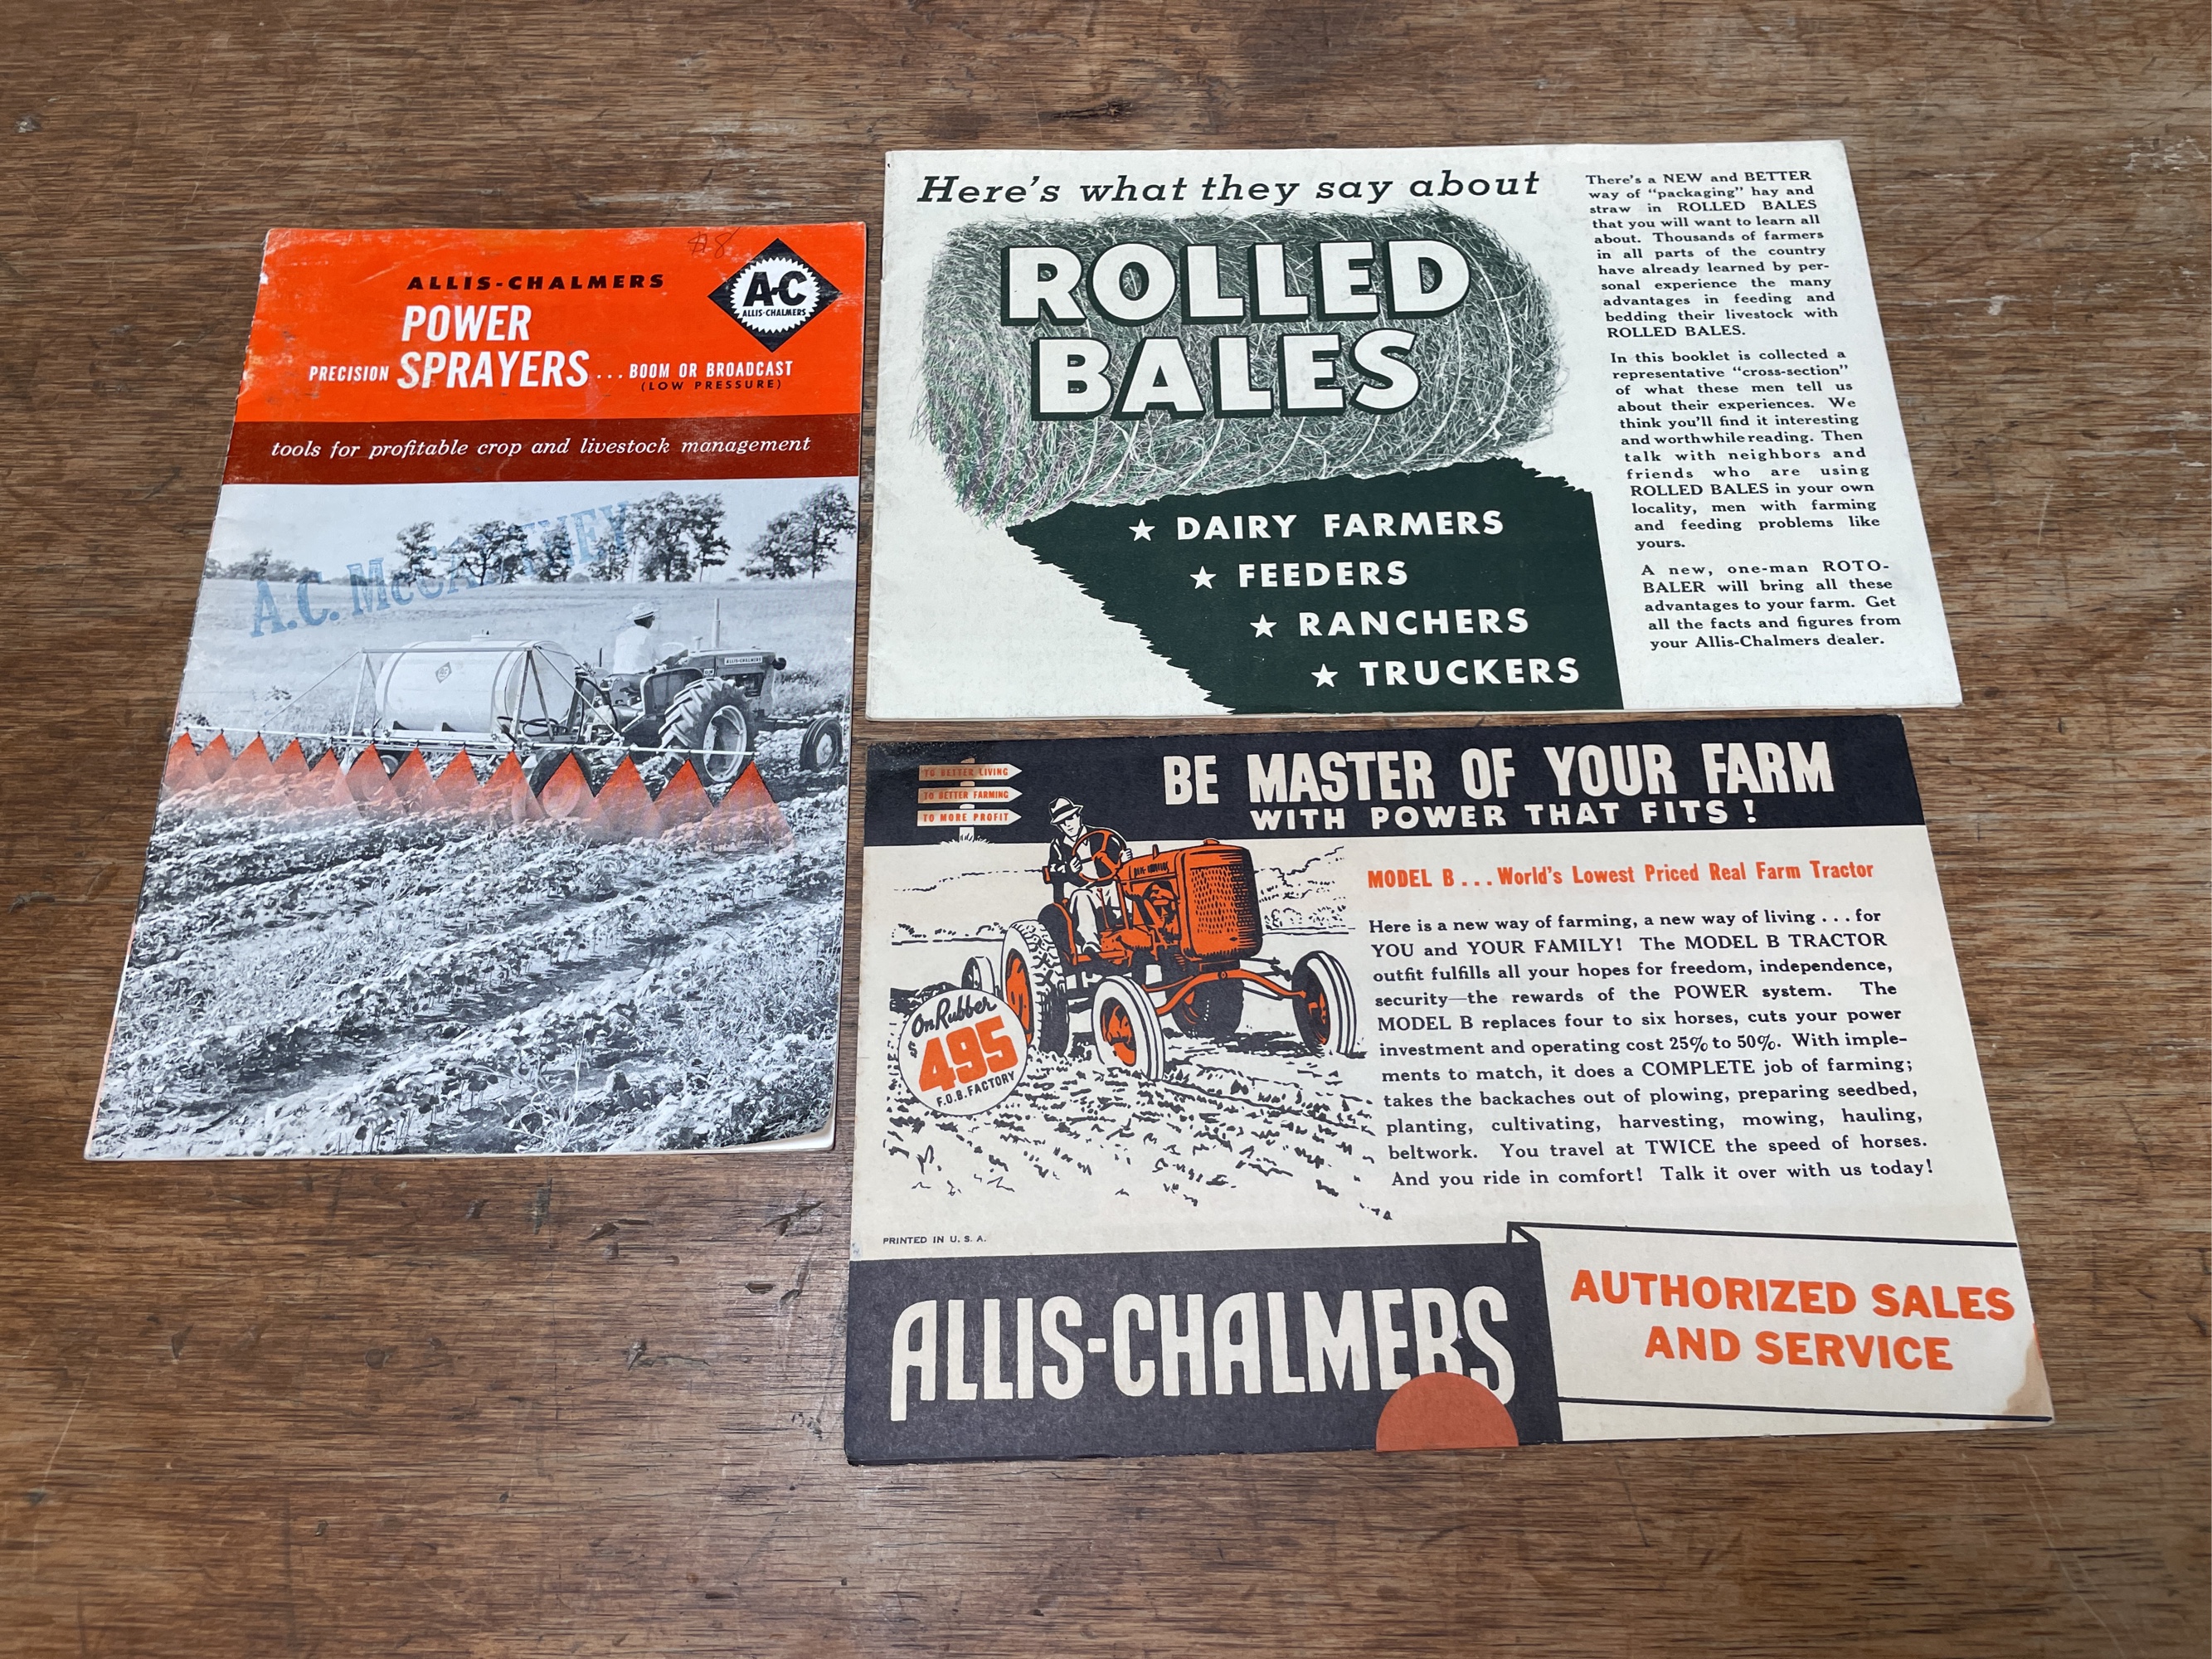 $8
ALLIS-CHALMERS
A-C
ALLIS-CHALMERS
POWER
PRECISION SPRAYERS ... BOOM OR BROADCAST
(LOW PRESSURE)
tools for profitable crop and livestock management
A.C. McCARTNEY
ALLIS-CHALMERS
Here's what they say about
ROLLED
BALES
★ DAIRY FARMERS
★ FEEDERS
★ RANCHERS
★ TRUCKERS
There's a NEW and BETTER
way of "packaging" hay and
straw in ROLLED BALES
that you will want to learn all
about. Thousands of farmers
in all parts of the country
have already learned by per-
sonal experience the many
advantages in feeding and
bedding their livestock with
ROLLED BALES.
In this booklet is collected a
representative "cross-section"
of what these men tell us
about their experiences. We
think you'll find it interesting
and worthwhile reading. Then
talk with neighbors and
friends who are using
ROLLED BALES in your own
locality, men with farming
and feeding problems like
yours.
A new, one-man ROTO-
BALER will bring all these
advantages to your farm. Get
all the facts and figures from
your Allis-Chalmers dealer.
TO BETTER LIVING
TO BETTER FARMING
TO MORE PROFIT
BE MASTER OF YOUR FARM
WITH POWER THAT FITS!
ALLIS-CHALMERS
On Rubber
$495
F.O.B. FACTORY
MODEL B... World's Lowest Priced Real Farm Tractor
Here is a new way of farming, a new way of living . . . for
YOU and YOUR FAMILY! The MODEL B TRACTOR
outfit fulfills all your hopes for freedom, independence,
security—the rewards of the POWER system. The
MODEL B replaces four to six horses, cuts your power
investment and operating cost 25% to 50%. With imple-
ments to match, it does a COMPLETE job of farming;
takes the backaches out of plowing, preparing seedbed,
planting, cultivating, harvesting, mowing, hauling,
beltwork. You travel at TWICE the speed of horses.
And you ride in comfort! Talk it over with us today!
PRINTED IN U. S. A.
ALLIS-CHALMERS
AUTHORIZED SALES
AND SERVICE